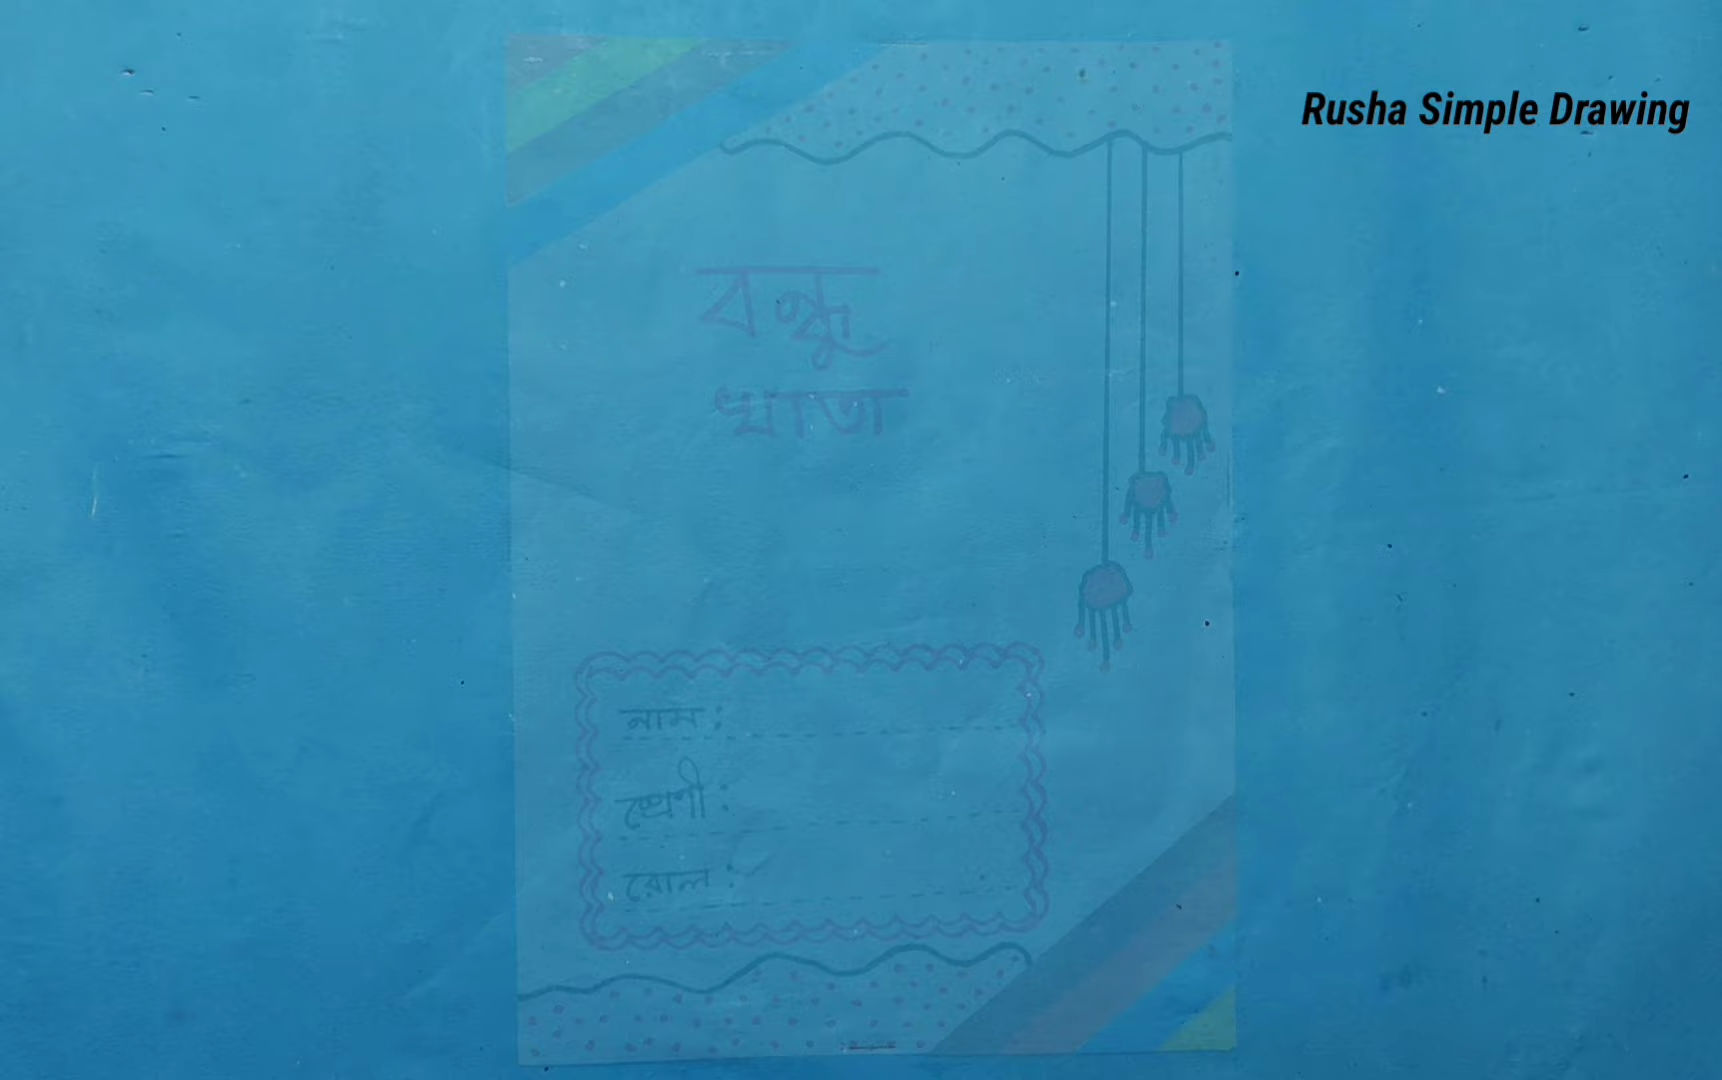 Rusha Simple Drawing
বন্ধু
খাতা
নাম :
শ্রেণী :
রোল :